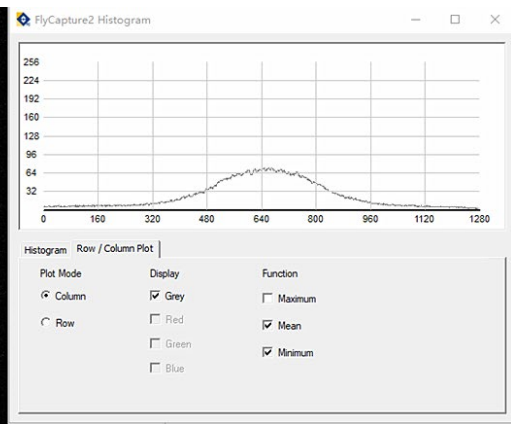 FlyCapture2 Histogram
256
224
192
160
128
96
64
32
0 160 320 480 640 800 960 1120 1280
Histogram Row / Column Plot
Plot Mode Display Function
Column Grey Maximum
Row Red Mean
Green Minimum
Blue